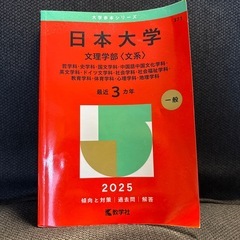 大学赤本シリーズ
日本大学
文理学部〈文系〉
哲学科・史学科・国文学科・中国語中国文化学科・
英文学科・ドイツ文学科・社会学科・社会福祉学科・
教育学科・体育学科・心理学科・地理学科
最近3カ年
一般
2025
傾向と対策｜過去問｜解答
教学社